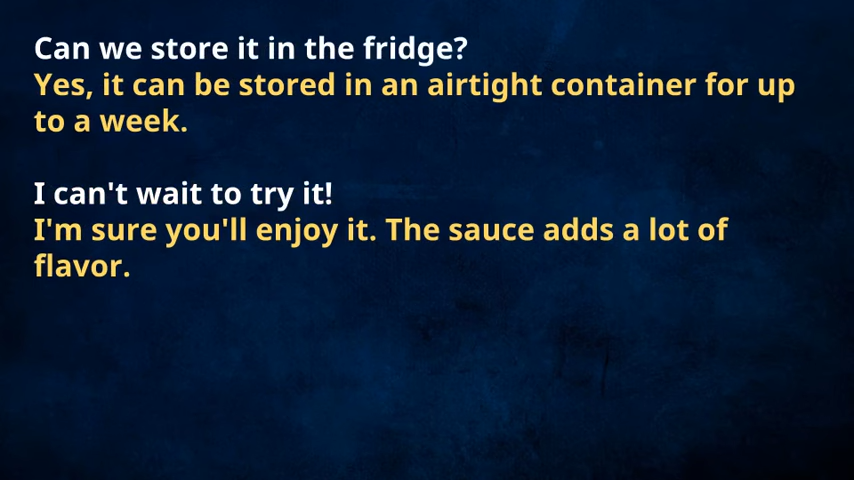 Can we store it in the fridge?
Yes, it can be stored in an airtight container for up
to a week.
I can't wait to try it!
I'm sure you'll enjoy it. The sauce adds a lot of
flavor.